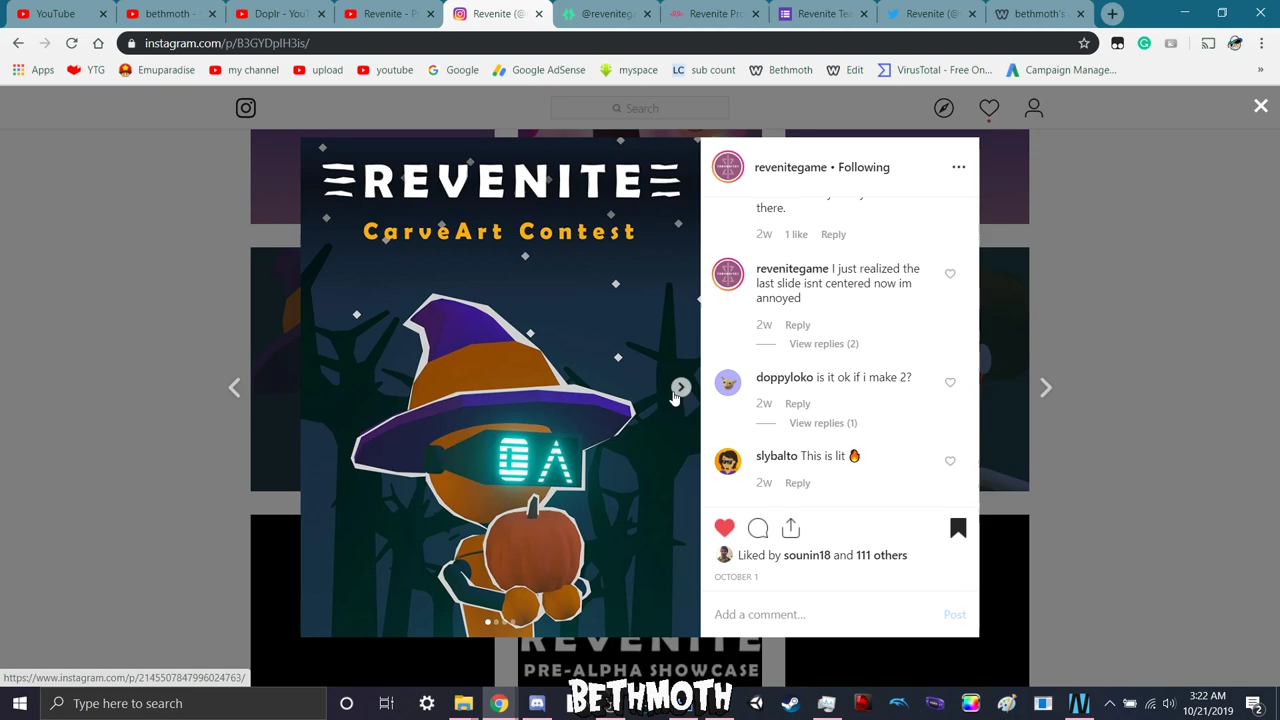 YouTube
bethmoth -
Doplr - You
Revenite - P
Revenite (@
@reveniteg
Revenite Pro
Revenite Tea
Revenite (@
bethmoth's
instagram.com/p/B3GYDpIH3is/
Apps
YTG
Emuparadise
my channel
upload
youtube
Google
Google AdSense
myspace
LC
sub count
Bethmoth
Edit
VirusTotal - Free On...
Campaign Manage...
»
Search
REVENITE
CarveArt Contest
revenitegame • Following
there.
2w 1 like Reply
revenitegame I just realized the
last slide isnt centered now im
annoyed
2w Reply
View replies (2)
doppyloko is it ok if i make 2?
2w Reply
View replies (1)
slybalto This is lit 🔥
2w Reply
Liked by sounin18 and 111 others
OCTOBER 1
Add a comment... Post
REVENITE
PRE-ALPHA SHOWCASE
https://www.instagram.com/p/2145507847996024763/
BETHMOTH
Type here to search
3:22 AM
10/21/2019
2